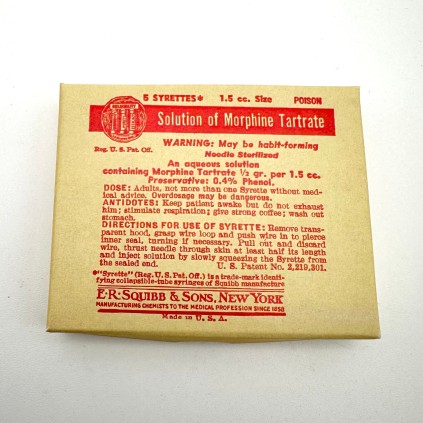 5 SYRETTES* 1.5 cc. Size POISON
Solution of Morphine Tartrate
RELIABILITY
Reg. U. S. Pat. Off.
WARNING: May be habit-forming
Needle Sterilized
An aqueous solution
containing Morphine Tartrate ½ gr. per 1.5 cc.
Preservative: 0.4% Phenol.
DOSE: Adults, not more than one Syrette without med-
ical advice. Overdosage may be dangerous.
ANTIDOTES: Keep patient awake but do not exhaust
him; stimulate respiration; give strong coffee; wash out
stomach.
DIRECTIONS FOR USE OF SYRETTE: Remove trans-
parent hood, grasp wire loop and push wire in to pierce
inner seal, turning if necessary. Pull out and discard
wire, thrust needle through skin at least half its length
and inject solution by slowly squeezing the Syrette from
the sealed end. U. S. Patent No. 2,219,301.
*"Syrette" (Reg. U. S. Pat. Off.) is a trade-mark identi-
fying collapsible-tube syringes of Squibb manufacture
E·R·SQUIBB & SONS, NEW YORK
MANUFACTURING CHEMISTS TO THE MEDICAL PROFESSION SINCE 1858
Made in U. S. A.